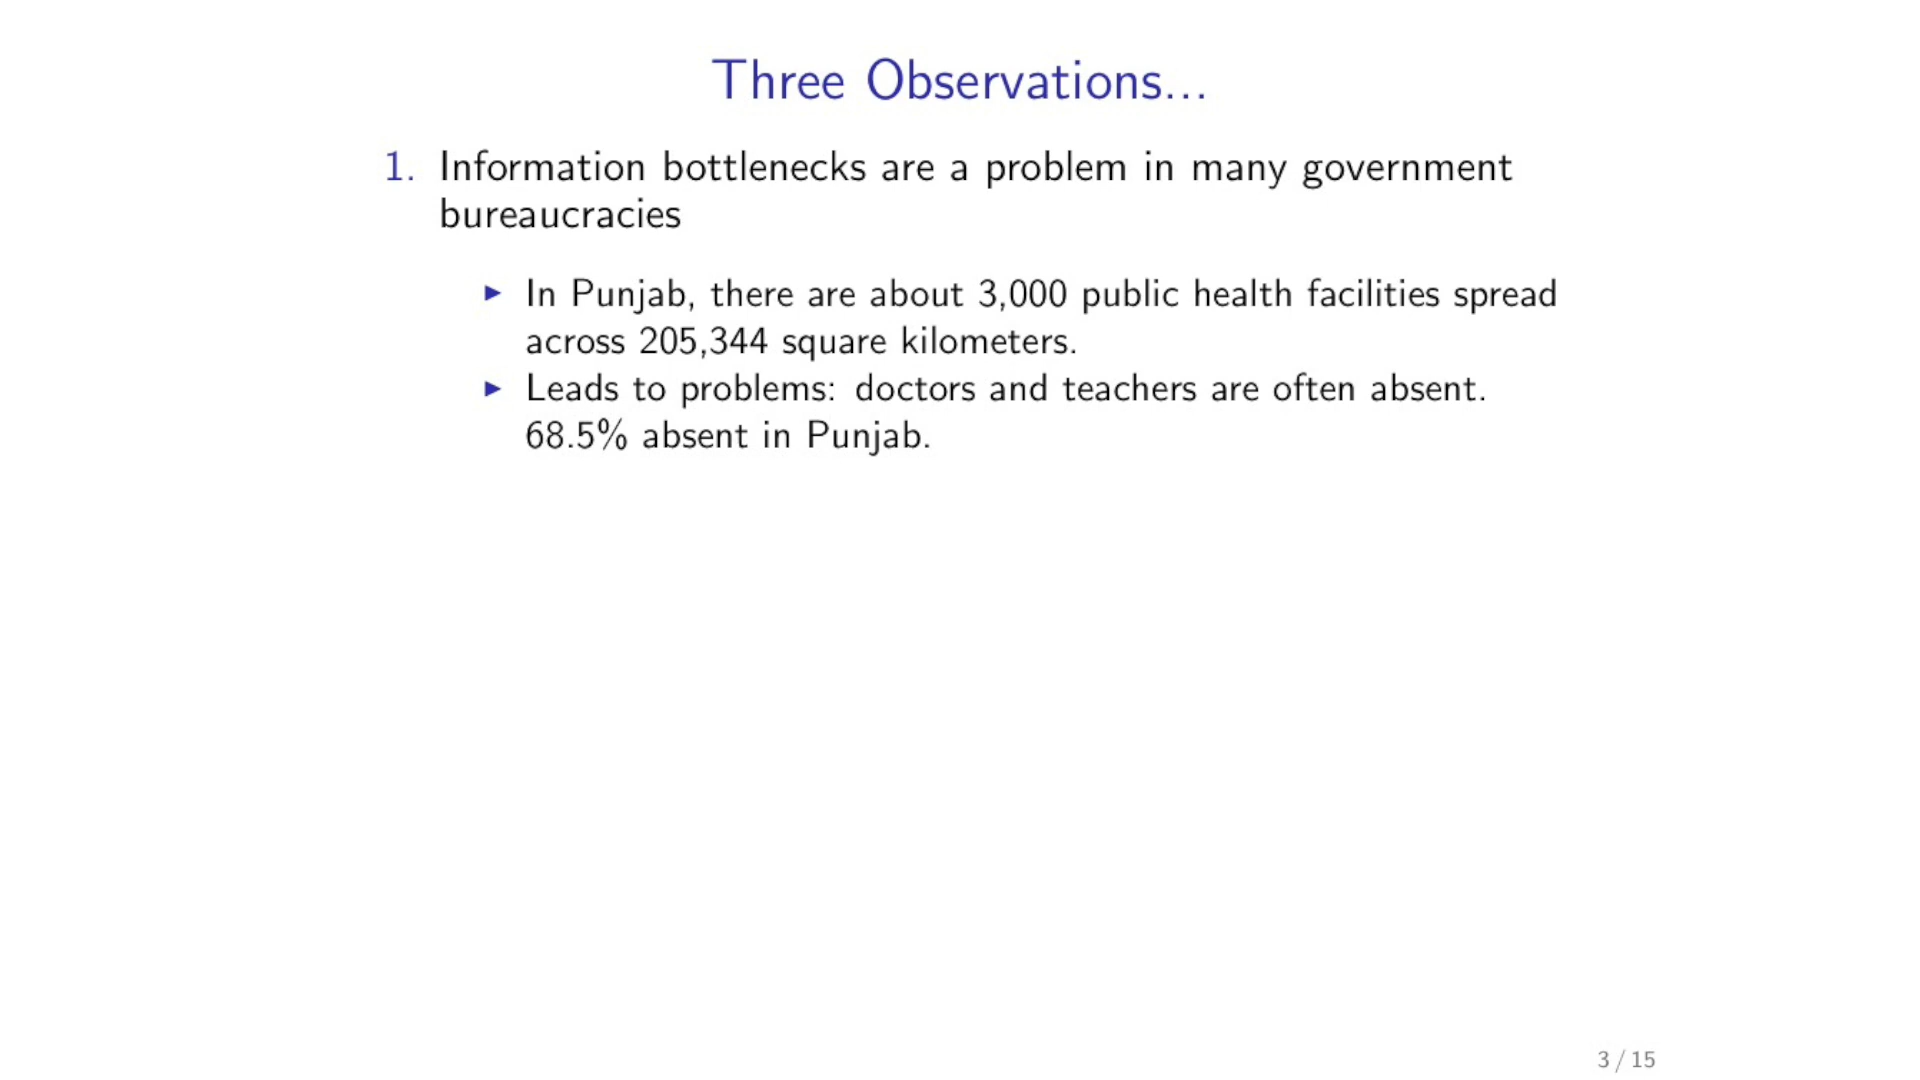 Three Observations...
1. Information bottlenecks are a problem in many government
bureaucracies
▶ In Punjab, there are about 3,000 public health facilities spread
across 205,344 square kilometers.
▶ Leads to problems: doctors and teachers are often absent.
68.5% absent in Punjab.
3 / 15